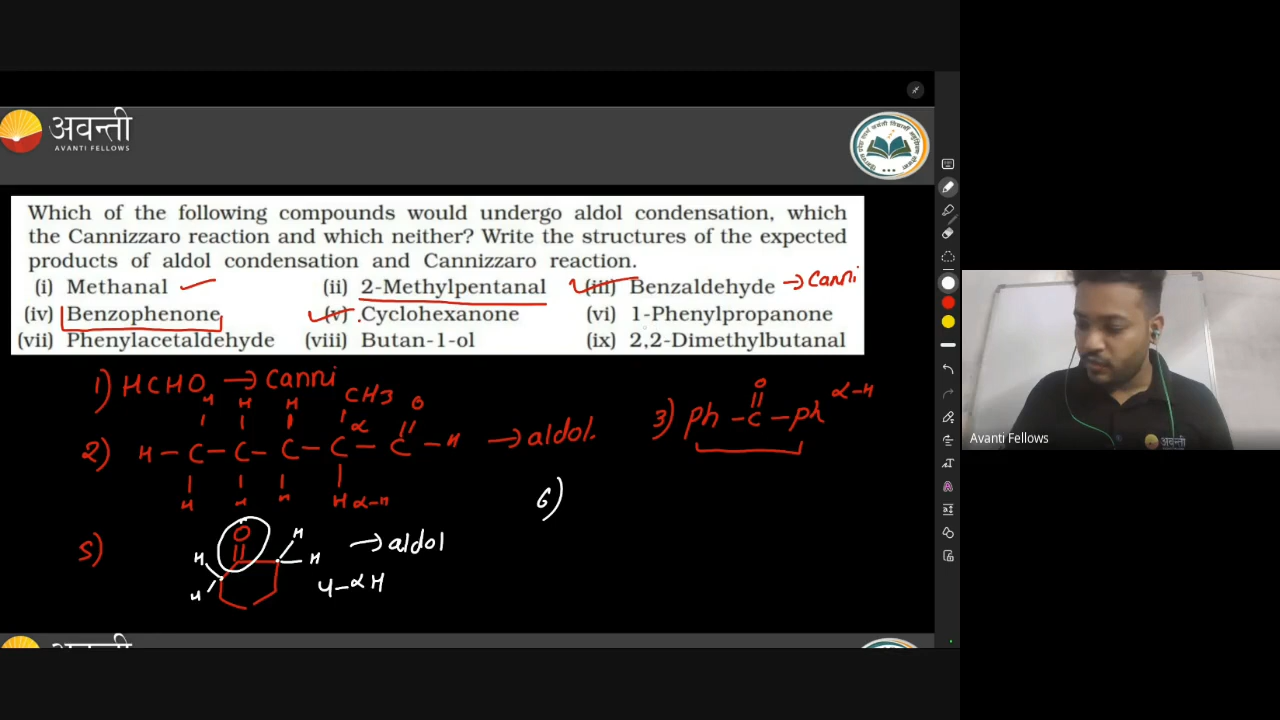 अवन्ती
AVANTI FELLOWS
Which of the following compounds would undergo aldol condensation, which
the Cannizzaro reaction and which neither? Write the structures of the expected
products of aldol condensation and Cannizzaro reaction.
(i) Methanal (ii) 2-Methylpentanal (iii) Benzaldehyde → Canni
(iv) Benzophenone (v) Cyclohexanone (vi) 1-Phenylpropanone
(vii) Phenylacetaldehyde (viii) Butan-1-ol (ix) 2,2-Dimethylbutanal
1) HCHO → Canni
CH3 O
H H H α
2) H – C – C – C – C – C – H → aldol.
H H H H α-H
3) Ph – C – Ph α-H
O
5) O H H H H → aldol
4-αH
6)
Avanti Fellows
अवन्ती